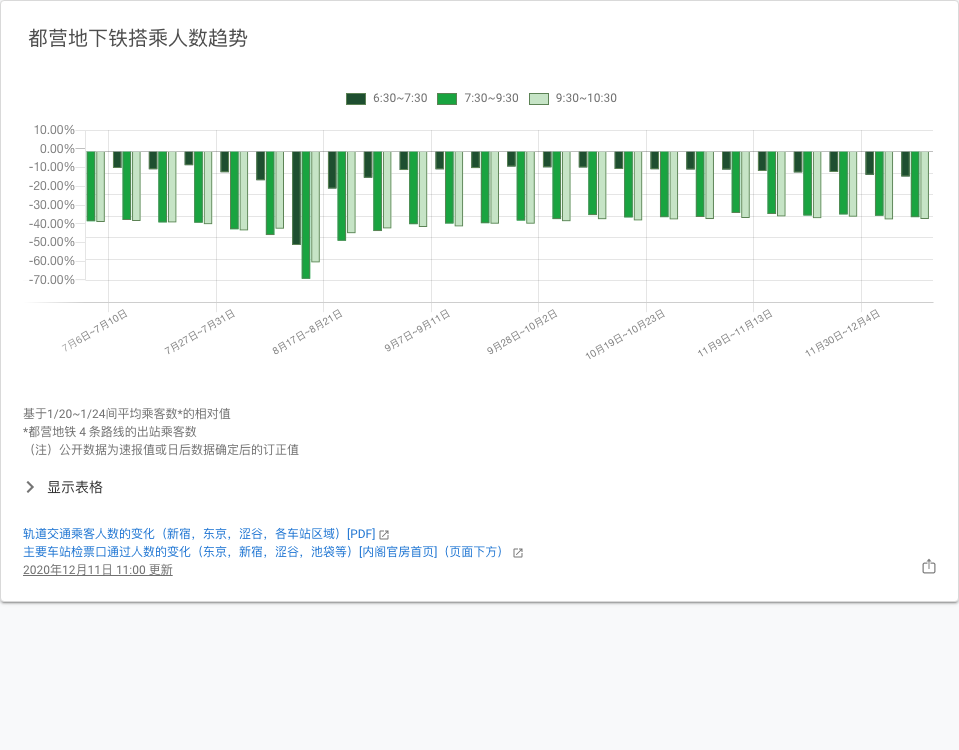 都营地下铁搭乘人数趋势
6:30~7:30 7:30~9:30 9:30~10:30
10.00%
0.00%
-10.00%
-20.00%
-30.00%
-40.00%
-50.00%
-60.00%
-70.00%
7月6日~7月10日
7月27日~7月31日
8月17日~8月21日
9月7日~9月11日
9月28日~10月2日
10月19日~10月23日
11月9日~11月13日
11月30日~12月4日
基于1/20~1/24间平均乘客数*的相对值
*都营地铁 4 条路线的出站乘客数
（注）公开数据为速报值或日后数据确定后的订正值
显示表格
轨道交通乘客人数的变化（新宿，东京，涩谷，各车站区域）[PDF]
主要车站检票口通过人数的变化（东京，新宿，涩谷，池袋等）[内阁官房首页]（页面下方）
2020年12月11日 11:00 更新